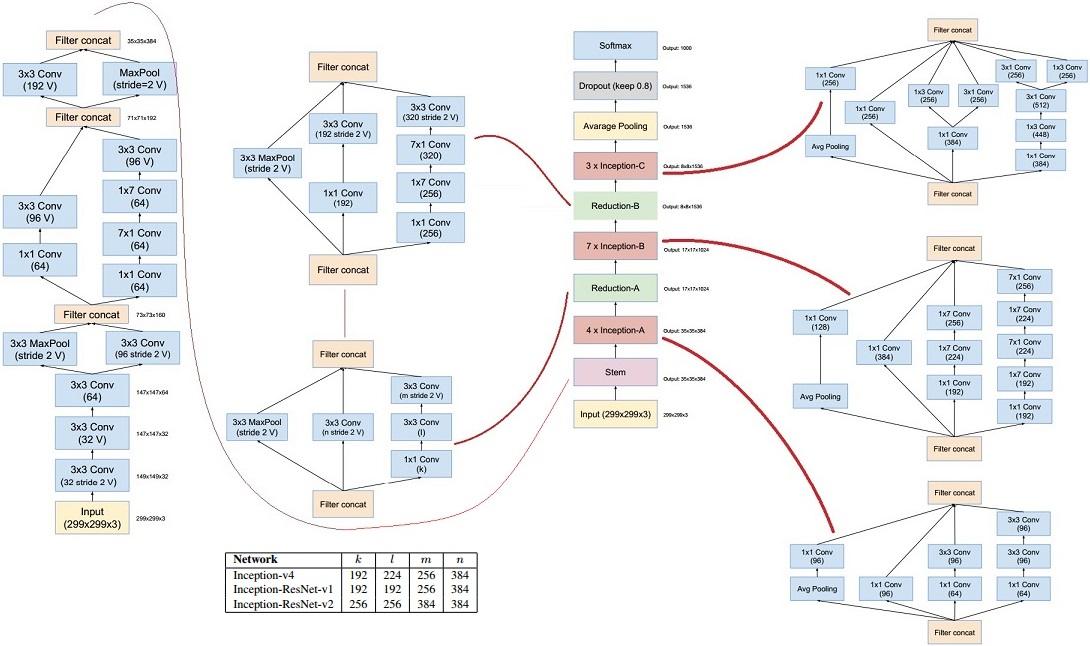 Filter concat
35x35x384
3x3 Conv
(192 V)
MaxPool
(stride=2 V)
Filter concat
71x71x192
3x3 Conv
(96 V)
1x7 Conv
(64)
3x3 Conv
(96 V)
7x1 Conv
(64)
1x1 Conv
(64)
1x1 Conv
(64)
Filter concat
73x73x160
3x3 MaxPool
(stride 2 V)
3x3 Conv
(96 stride 2 V)
3x3 Conv
(64)
147x147x64
3x3 Conv
(32 V)
147x147x32
3x3 Conv
(32 stride 2 V)
149x149x32
Input
(299x299x3)
299x299x3
Filter concat
3x3 Conv
(320 stride 2 V)
3x3 Conv
(192 stride 2 V)
7x1 Conv
(320)
3x3 MaxPool
(stride 2 V)
1x7 Conv
(256)
1x1 Conv
(192)
1x1 Conv
(256)
Filter concat
Filter concat
3x3 Conv
(m stride 2 V)
3x3 MaxPool
(stride 2 V)
3x3 Conv
(n stride 2 V)
3x3 Conv
(l)
1x1 Conv
(k)
Filter concat
Network k l m n
Inception-v4 192 224 256 384
Inception-ResNet-v1 192 192 256 384
Inception-ResNet-v2 256 256 384 384
Softmax
Output: 1000
Dropout (keep 0.8)
Output: 1536
Avarage Pooling
Output: 1536
3 x Inception-C
Output: 8x8x1536
Reduction-B
Output: 8x8x1536
7 x Inception-B
Output: 17x17x1024
Reduction-A
Output: 17x17x1024
4 x Inception-A
Output: 35x35x384
Stem
Output: 35x35x384
Input (299x299x3)
299x299x3
Filter concat
1x1 Conv
(256)
3x1 Conv
(256)
1x3 Conv
(256)
1x3 Conv
(256)
3x1 Conv
(256)
3x1 Conv
(512)
1x1 Conv
(256)
1x3 Conv
(448)
1x1 Conv
(384)
Avg Pooling
1x1 Conv
(384)
Filter concat
Filter concat
7x1 Conv
(256)
1x1 Conv
(128)
1x7 Conv
(256)
1x7 Conv
(224)
1x1 Conv
(384)
1x7 Conv
(224)
7x1 Conv
(224)
1x7 Conv
(192)
Avg Pooling
1x1 Conv
(192)
1x1 Conv
(192)
Filter concat
Filter concat
3x3 Conv
(96)
1x1 Conv
(96)
3x3 Conv
(96)
3x3 Conv
(96)
Avg Pooling
1x1 Conv
(96)
1x1 Conv
(64)
1x1 Conv
(64)
Filter concat